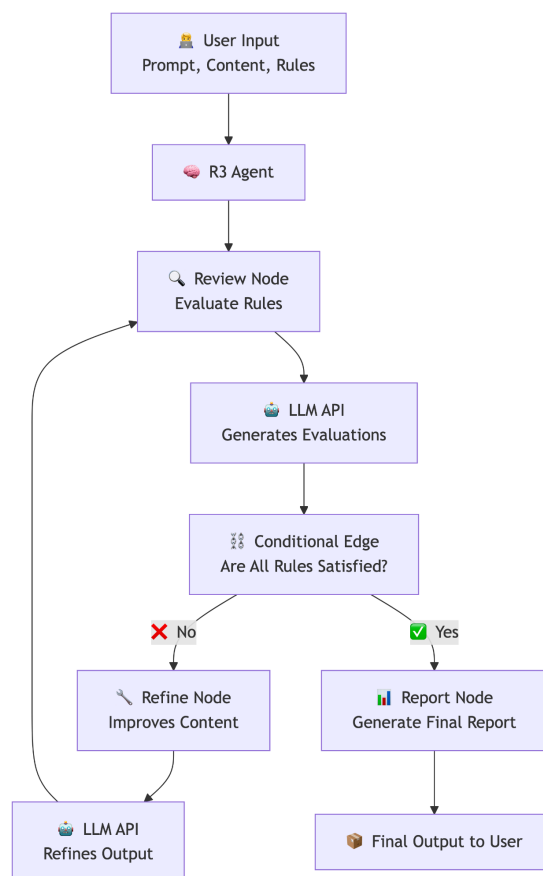 User Input
Prompt, Content, Rules
R3 Agent
Review Node
Evaluate Rules
LLM API
Generates Evaluations
Conditional Edge
Are All Rules Satisfied?
No
Yes
Refine Node
Improves Content
Report Node
Generate Final Report
LLM API
Refines Output
Final Output to User